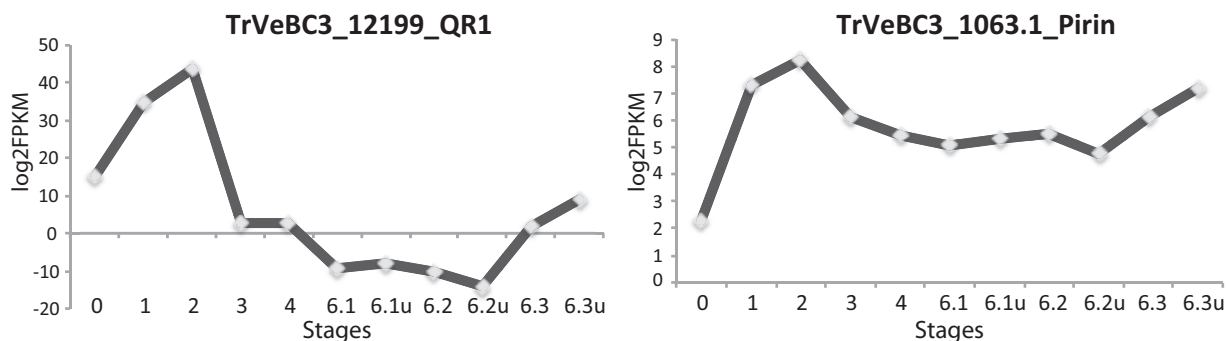 TrVeBC3_12199_QR1
log2FPKM
50
40
30
20
10
0
-10
-20
0 1 2 3 4 6.1 6.1u 6.2 6.2u 6.3 6.3u
Stages
TrVeBC3_1063.1_Pirin
log2FPKM
9
8
7
6
5
4
3
2
1
0
0 1 2 3 4 6.1 6.1u 6.2 6.2u 6.3 6.3u
Stages